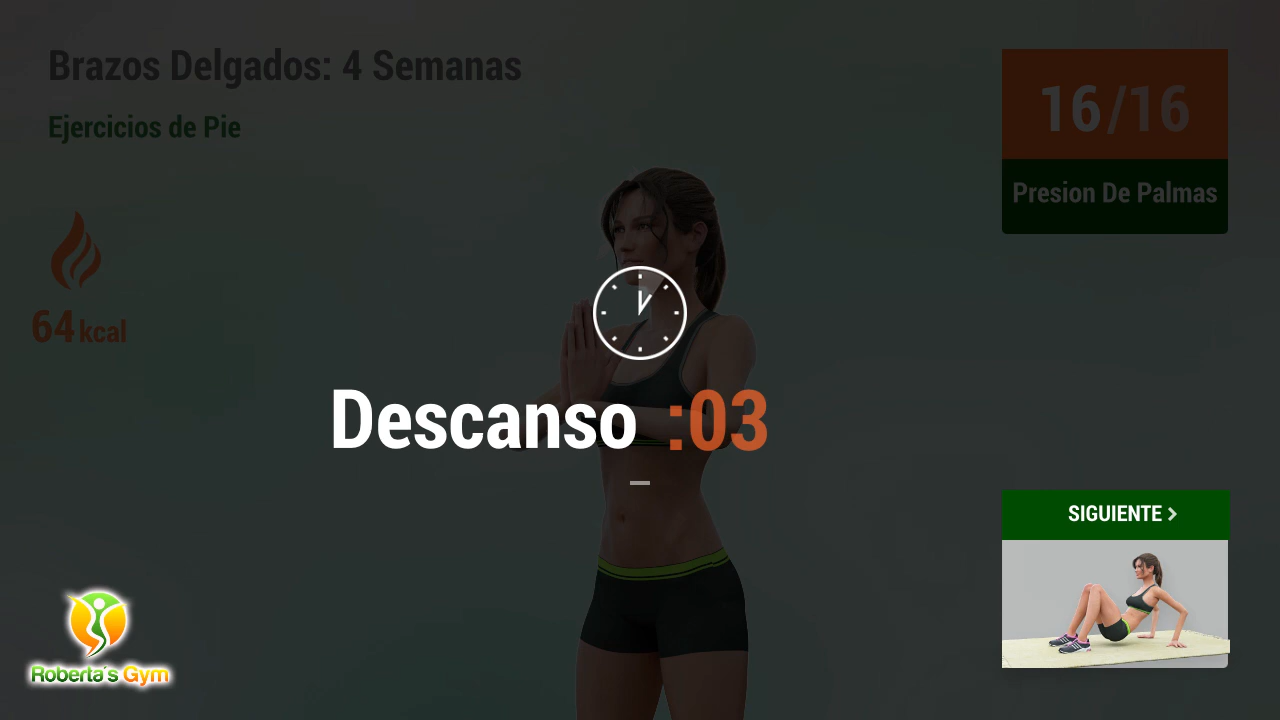 Brazos Delgados: 4 Semanas
Ejercicios de Pie
16/16
Presion De Palmas
64 kcal
Descanso :03
SIGUIENTE >
Roberta´s Gym